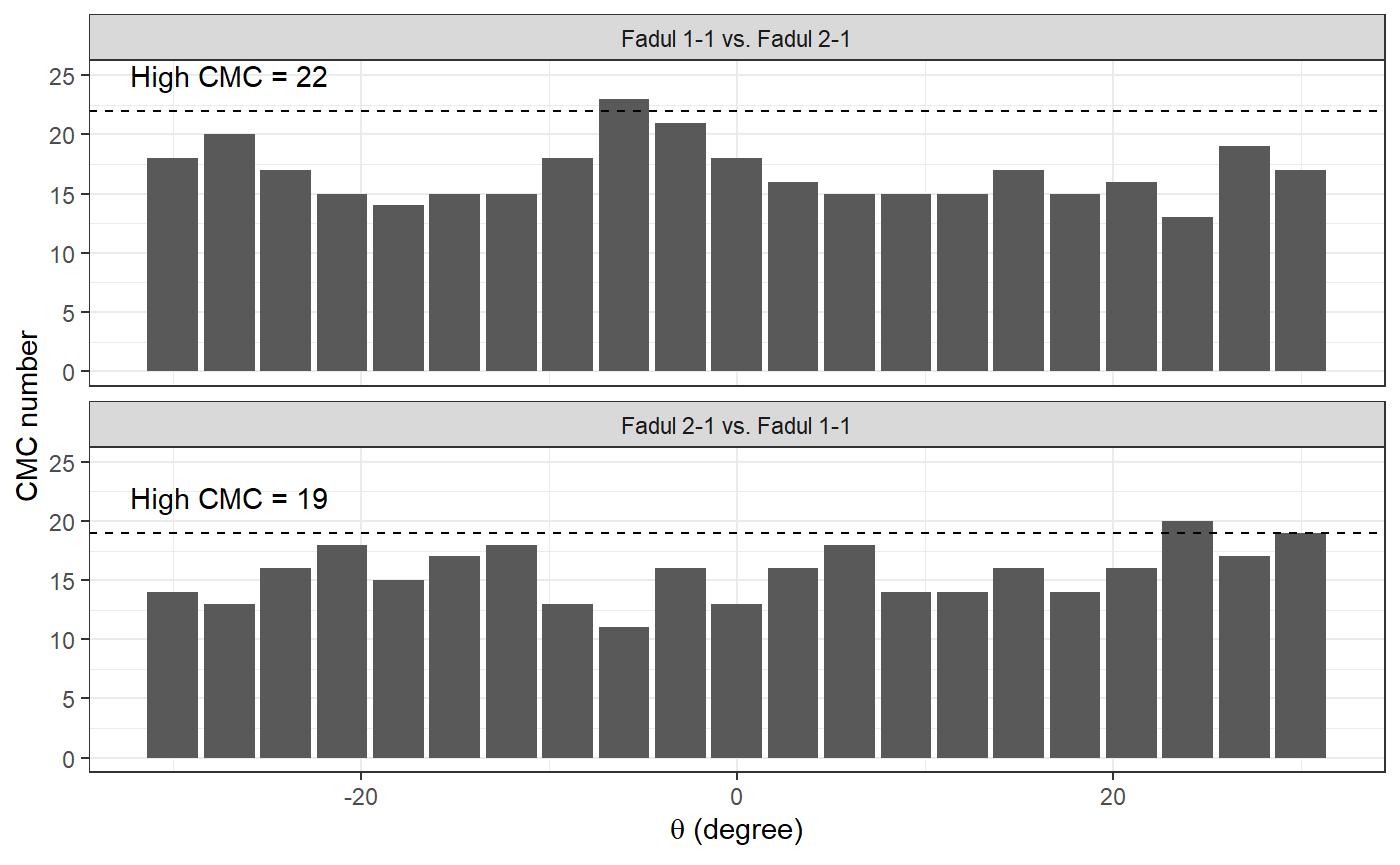 Fadul 1-1 vs. Fadul 2-1
High CMC = 22
25
20
15
10
5
0
CMC number
Fadul 2-1 vs. Fadul 1-1
High CMC = 19
25
20
15
10
5
0
-20 0 20
θ (degree)